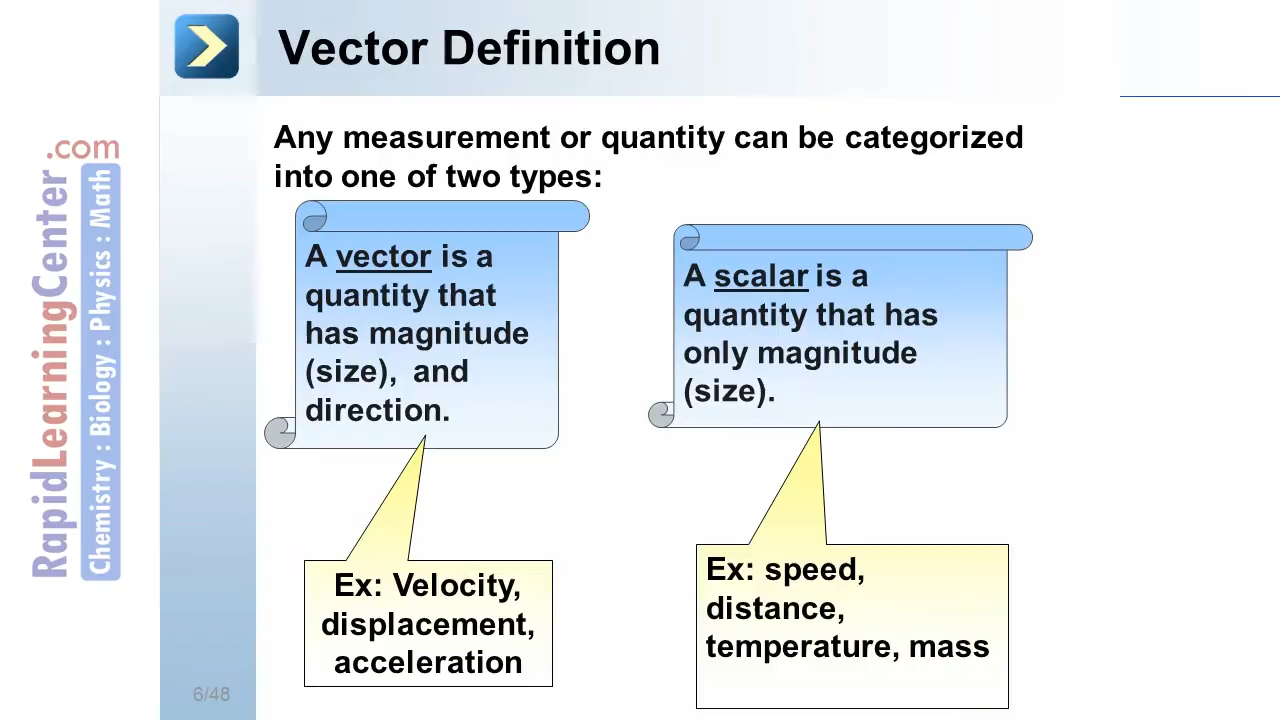 Vector Definition
Any measurement or quantity can be categorized
into one of two types:
A vector is a
quantity that
has magnitude
(size),  and
direction.
A scalar is a
quantity that has
only magnitude
(size).
Ex: Velocity,
displacement,
acceleration
Ex: speed,
distance,
temperature, mass
RapidLearningCenter.com
Chemistry : Biology : Physics : Math
6/48